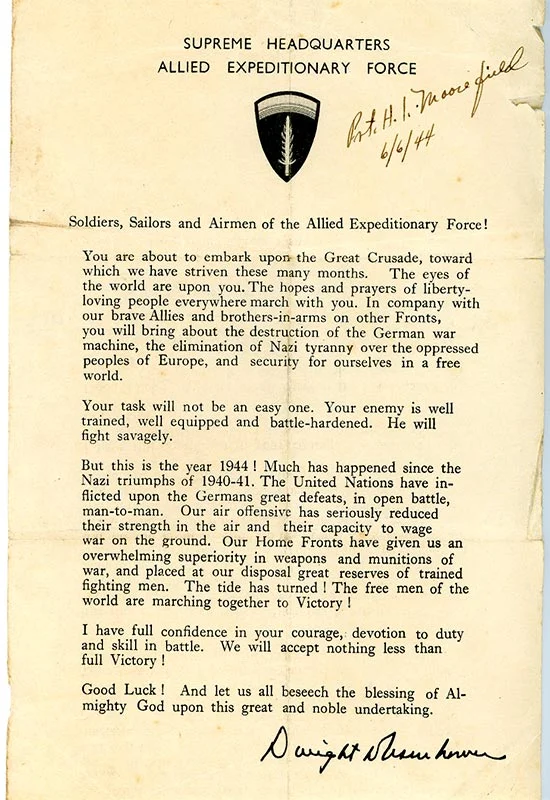 SUPREME HEADQUARTERS
ALLIED EXPEDITIONARY FORCE
Pvt. H. L. Moorefield
6/6/44
Soldiers, Sailors and Airmen of the Allied Expeditionary Force!
You are about to embark upon the Great Crusade, toward
which we have striven these many months. The eyes of
the world are upon you. The hopes and prayers of liberty-
loving people everywhere march with you. In company with
our brave Allies and brothers-in-arms on other Fronts,
you will bring about the destruction of the German war
machine, the elimination of Nazi tyranny over the oppressed
peoples of Europe, and security for ourselves in a free
world.
Your task will not be an easy one. Your enemy is well
trained, well equipped and battle-hardened. He will
fight savagely.
But this is the year 1944 ! Much has happened since the
Nazi triumphs of 1940-41. The United Nations have in-
flicted upon the Germans great defeats, in open battle,
man-to-man. Our air offensive has seriously reduced
their strength in the air and their capacity to wage
war on the ground. Our Home Fronts have given us an
overwhelming superiority in weapons and munitions of
war, and placed at our disposal great reserves of trained
fighting men. The tide has turned ! The free men of the
world are marching together to Victory !
I have full confidence in your courage, devotion to duty
and skill in battle. We will accept nothing less than
full Victory !
Good Luck ! And let us all beseech the blessing of Al-
mighty God upon this great and noble undertaking.
Dwight D Eisenhower